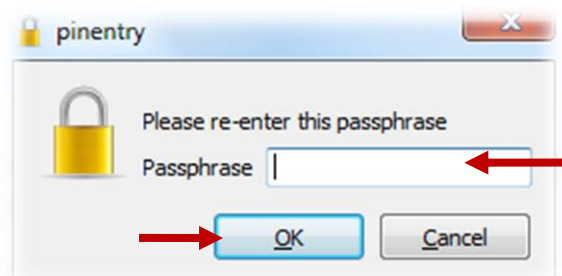 pinentry
Please re-enter this passphrase
Passphrase
OK
Cancel